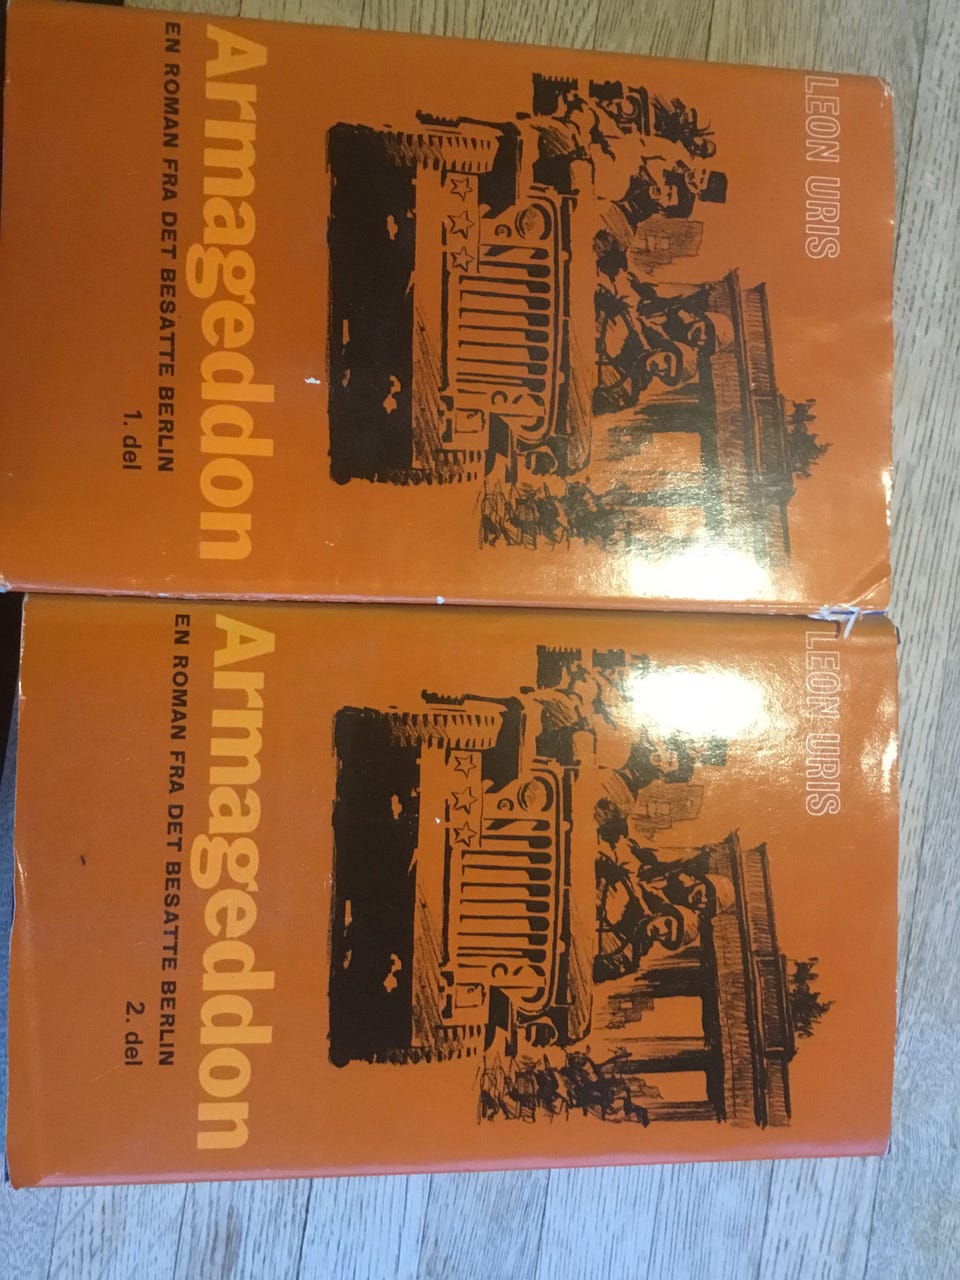 LEON URIS
Armageddon
EN ROMAN FRA DET BESATTE BERLIN
1. del
LEON URIS
Armageddon
EN ROMAN FRA DET BESATTE BERLIN
2. del